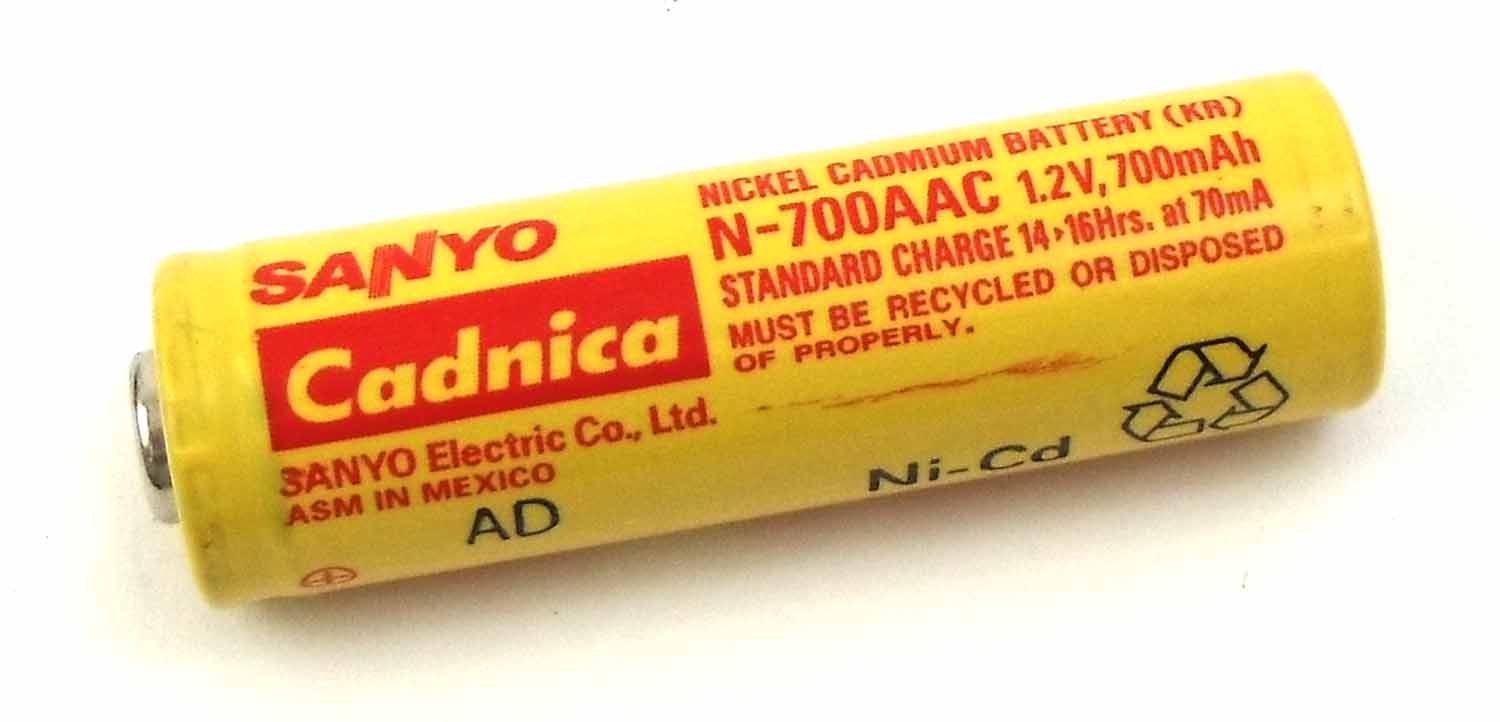 SANYO
Cadnica
SANYO Electric Co., Ltd.
ASM IN MEXICO
AD
NICKEL CADMIUM BATTERY (KR)
N-700AAC 1.2V, 700mAh
STANDARD CHARGE 14▸16Hrs. at 70mA
MUST BE RECYCLED OR DISPOSED
OF PROPERLY.
Ni-Cd